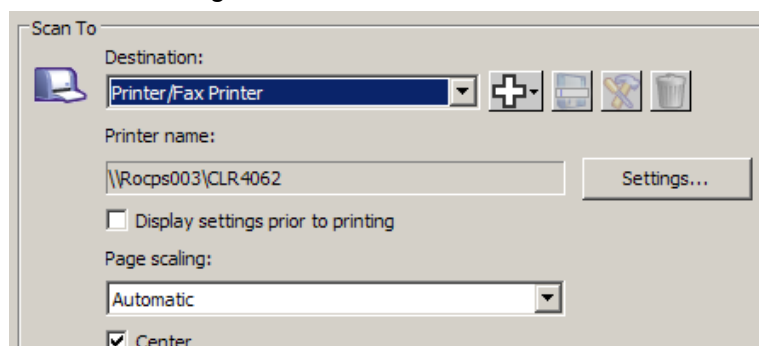 Scan To
Destination:
Printer/Fax Printer
Printer name:
\\Rocps003\CLR4062
Settings...
Display settings prior to printing
Page scaling:
Automatic
Center